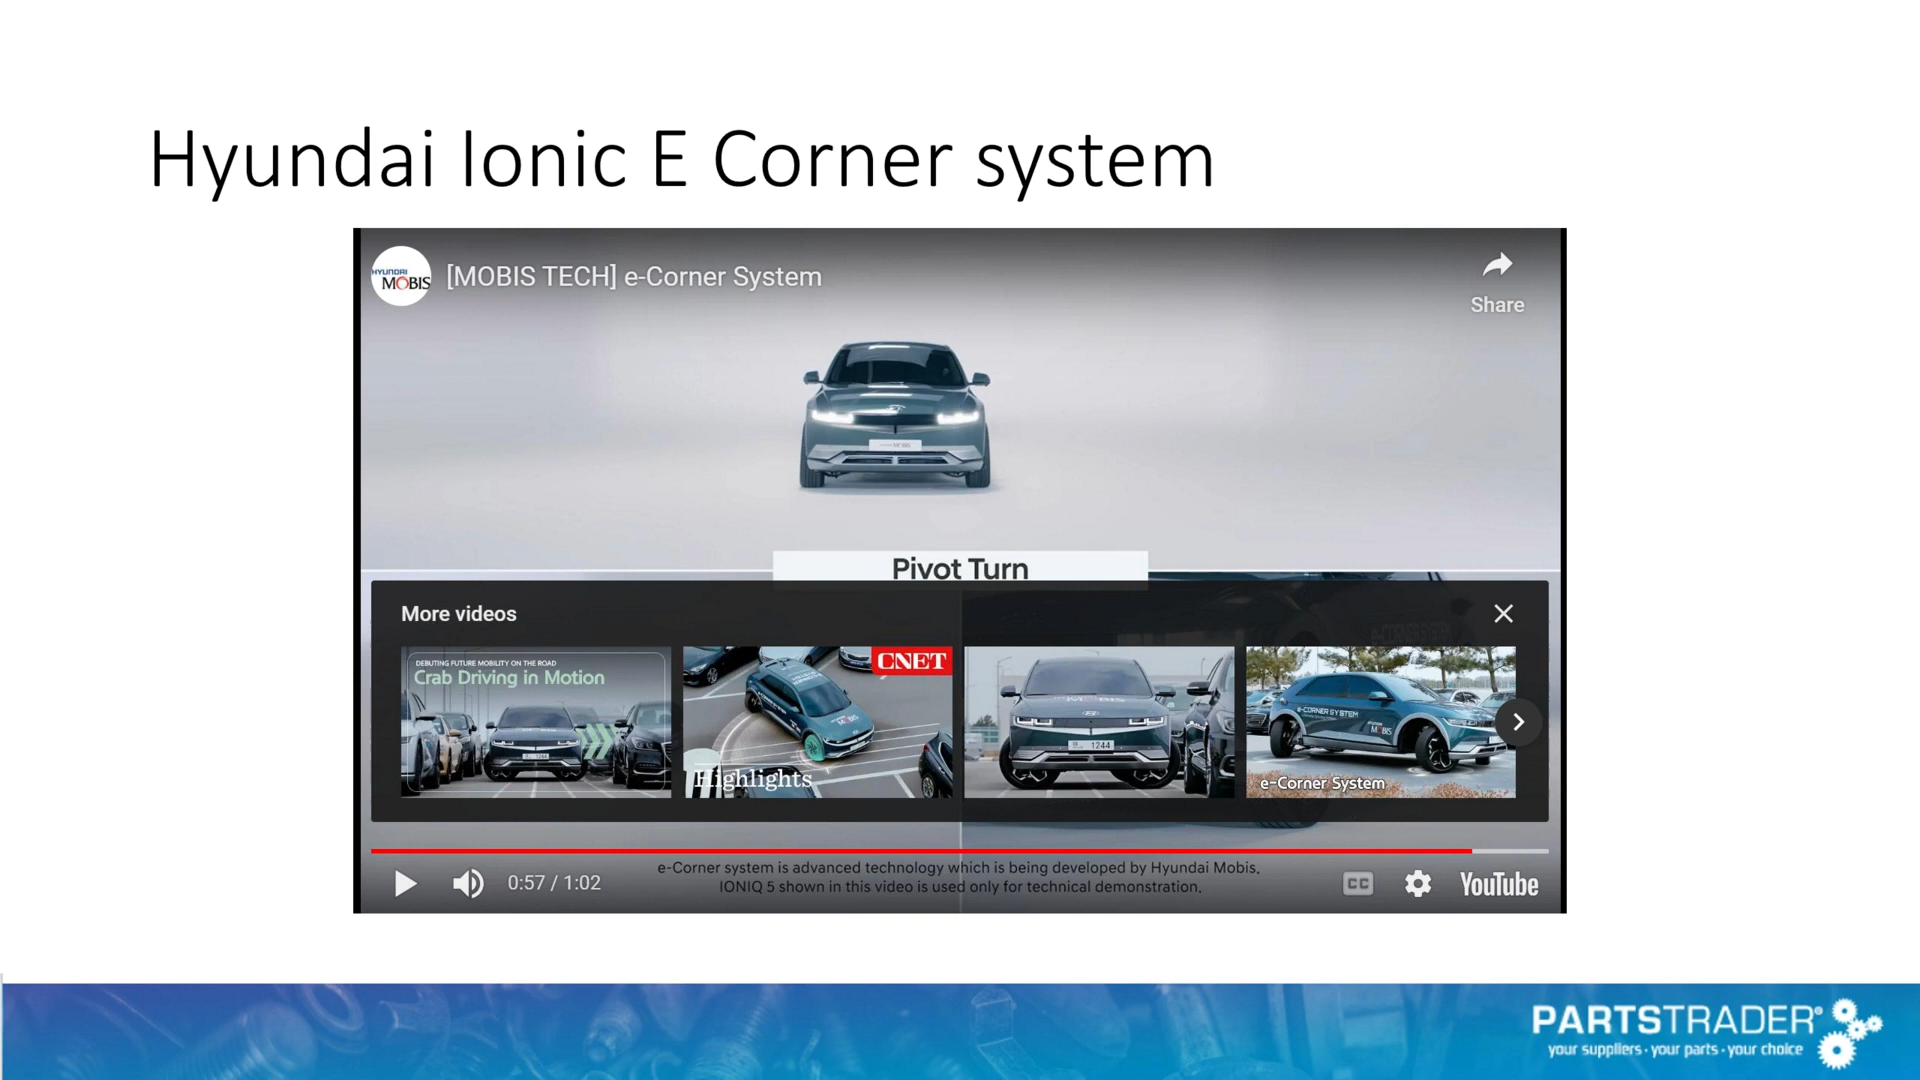 Hyundai Ionic E Corner system
HYUNDAI
MOBIS
[MOBIS TECH] e-Corner System
Share
Pivot Turn
More videos
DEBUTING FUTURE MOBILITY ON THE ROAD
Crab Driving in Motion
CNET
Highlights
MOBIS
1244
e-CORNER SYSTEM
MOBIS
e-Corner System
e-Corner system is advanced technology which is being developed by Hyundai Mobis.
IONIQ 5 shown in this video is used only for technical demonstration.
0:57 / 1:02
CC
YouTube
PARTSTRADER®
your suppliers · your parts · your choice